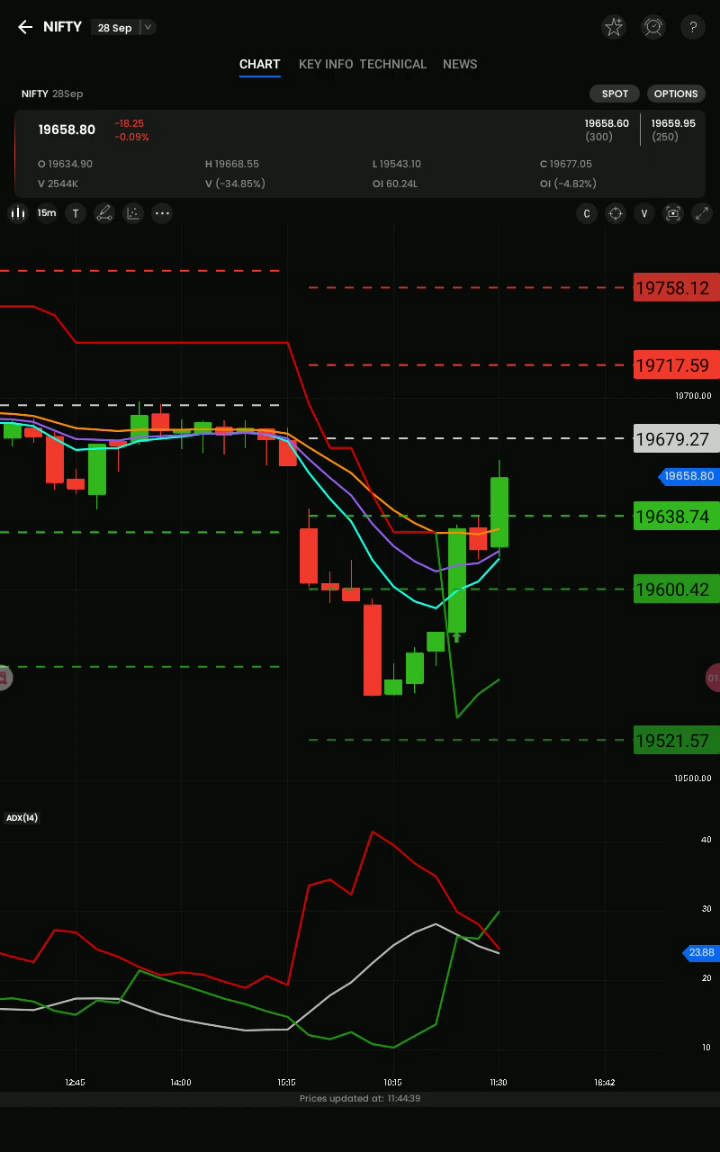 NIFTY 28 Sep
?
CHART KEY INFO TECHNICAL NEWS
NIFTY 28Sep SPOT OPTIONS
19658.80 -18.25 19658.60 19659.95
-0.09% (300) (250)
O 19634.90 H 19668.55 L 19543.10 C 19677.05
V 2544K V (-34.85%) OI 60.24L OI (-4.82%)
15m T C V
19758.12
19717.59
19700.00
19679.27
19658.80
19638.74
19600.42
01
19521.57
19500.00
ADX(14)
40
30
23.88
20
10
12:45 14:00 15:15 10:15 11:30 18:42
Prices updated at: 11:44:39